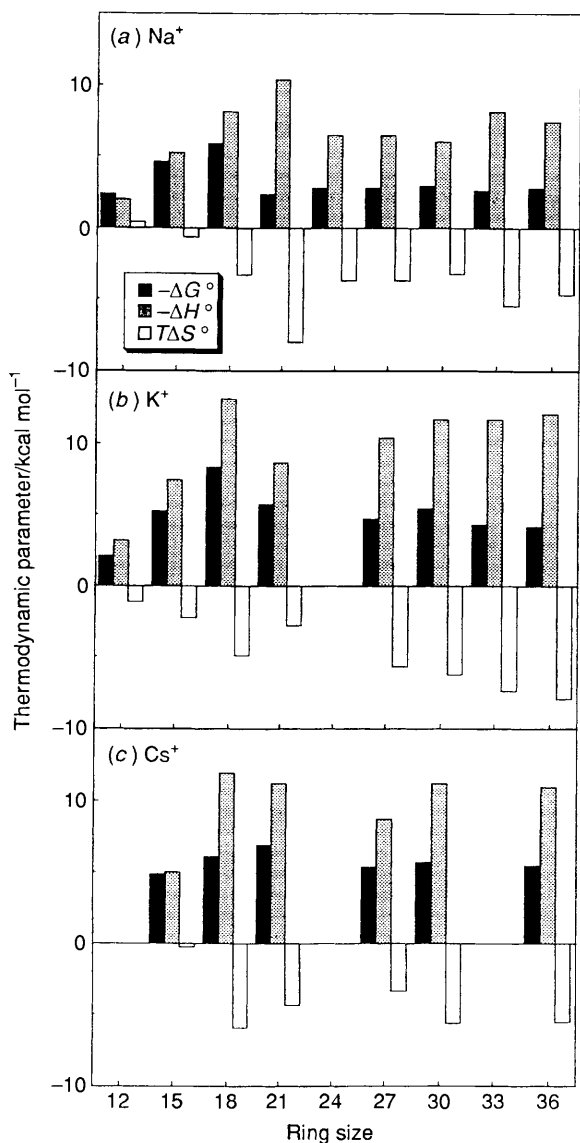 (a) Na⁺
10
0
−ΔG°
−ΔH°
TΔS°
−10
(b) K⁺
10
0
−10
(c) Cs⁺
10
0
−10
12 15 18 21 24 27 30 33 36
Ring size
Thermodynamic parameter/kcal mol⁻¹